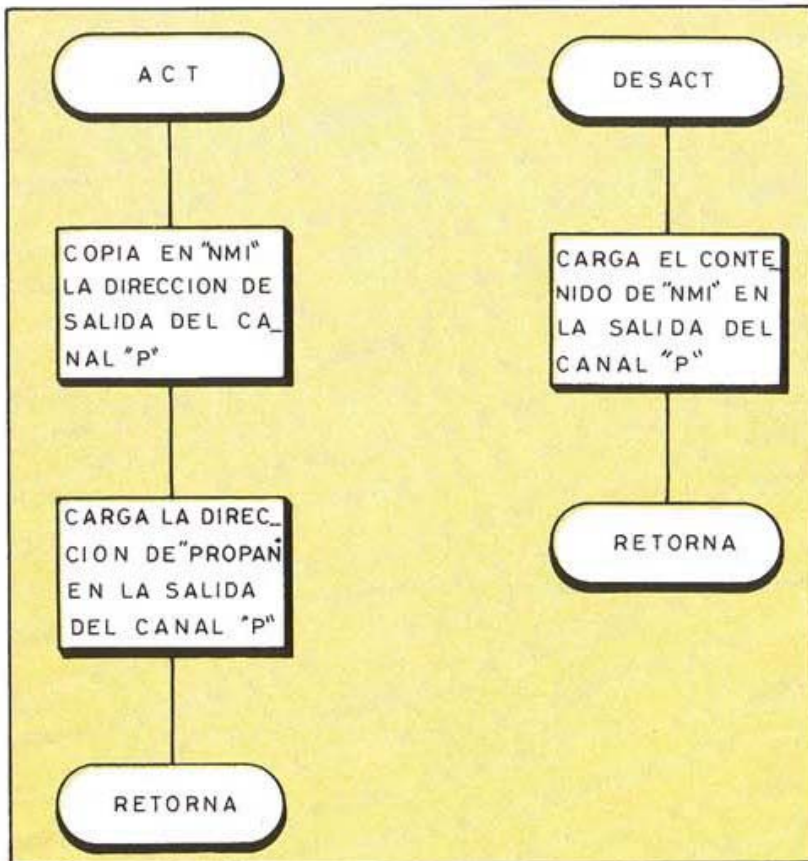 ACT
COPIA EN "NMI"
LA DIRECCION DE
SALIDA DEL CA_
NAL "P"
CARGA LA DIREC_
CION DE "PROPAN"
EN LA SALIDA
DEL CANAL "P"
RETORNA
DESACT
CARGA EL CONTE_
NIDO DE "NMI" EN
LA SALIDA DEL
CANAL "P"
RETORNA